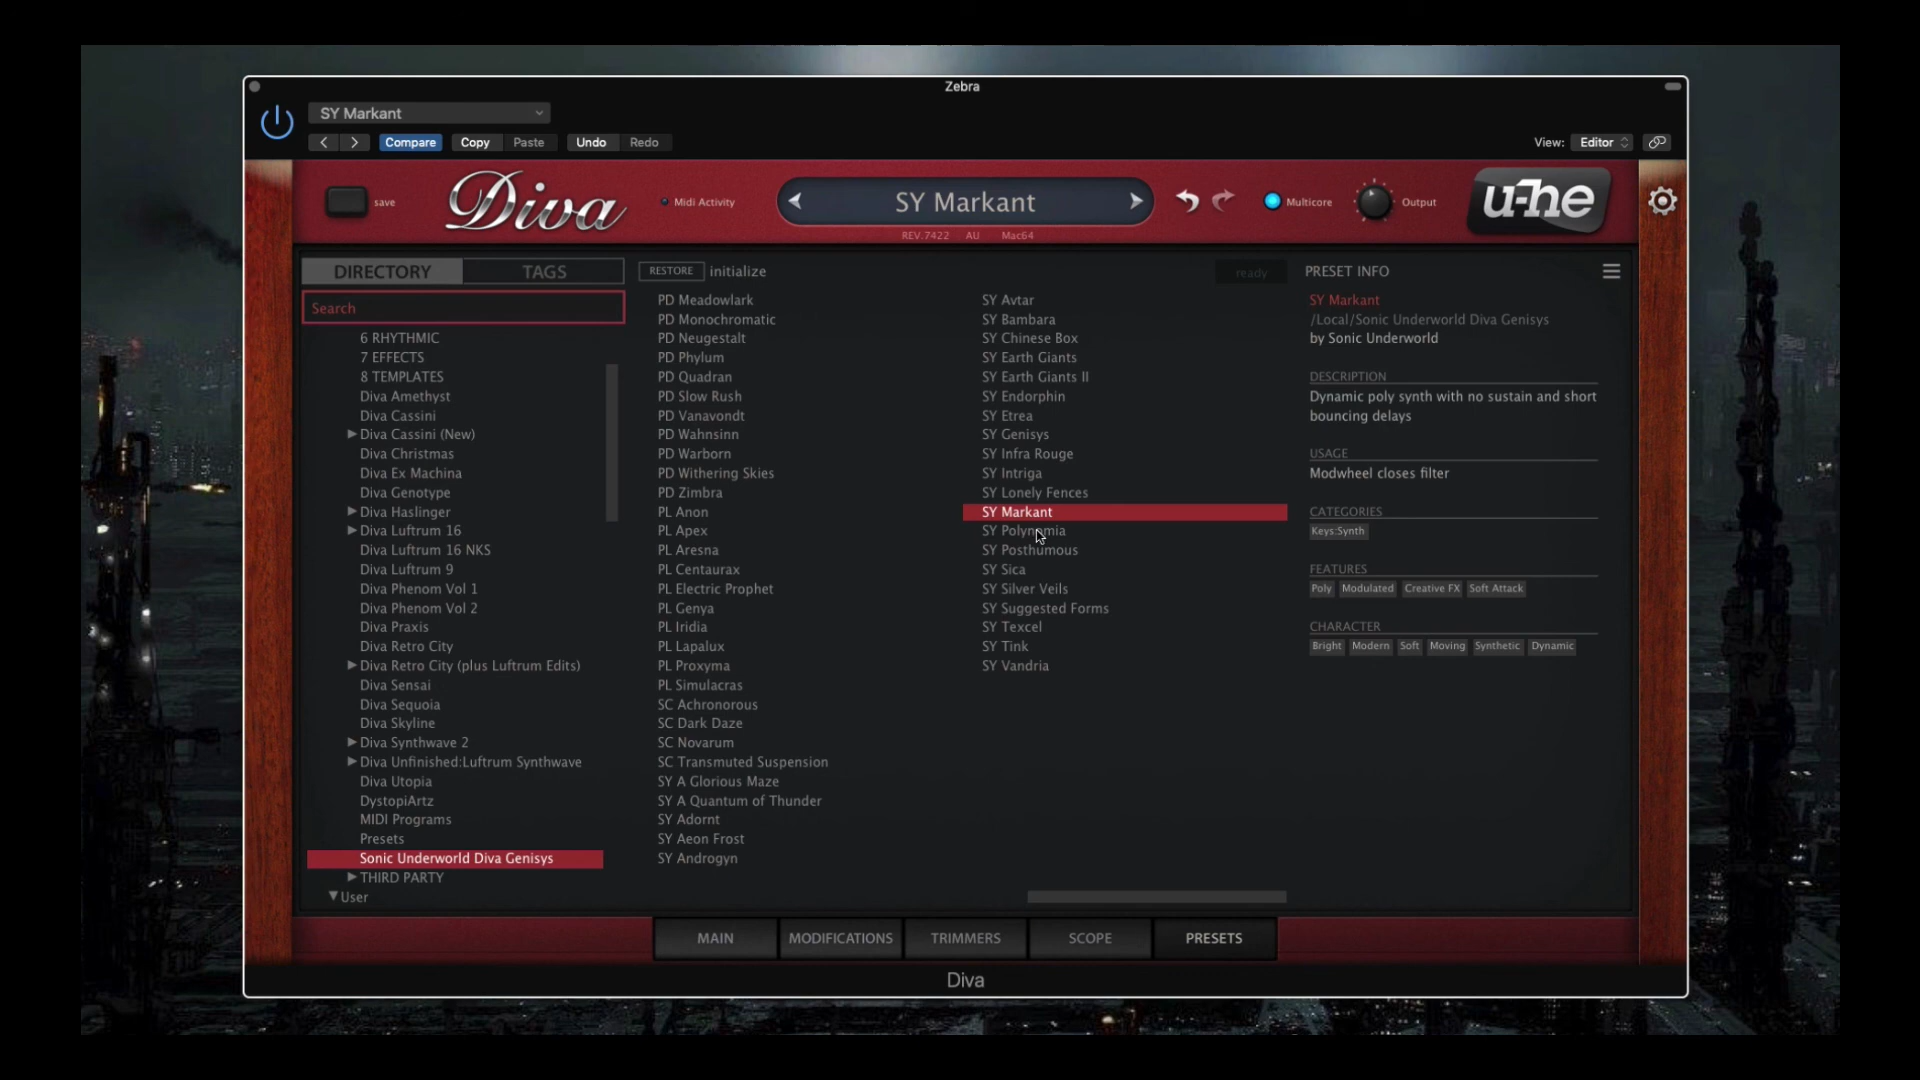 Zebra
SY Markant
Compare Copy Paste Undo Redo
View: Editor
save
Diva
Midi Activity
SY Markant
Multicore
Output
u-he
REV.7422 AU Mac64
DIRECTORY TAGS
Search
6 RHYTHMIC
7 EFFECTS
8 TEMPLATES
Diva Amethyst
Diva Cassini
Diva Cassini (New)
Diva Christmas
Diva Ex Machina
Diva Genotype
Diva Haslinger
Diva Luftrum 16
Diva Luftrum 16 NKS
Diva Luftrum 9
Diva Phenom Vol 1
Diva Phenom Vol 2
Diva Praxis
Diva Retro City
Diva Retro City (plus Luftrum Edits)
Diva Sensai
Diva Sequoia
Diva Skyline
Diva Synthwave 2
Diva Unfinished:Luftrum Synthwave
Diva Utopia
DystopiArtz
MIDI Programs
Presets
Sonic Underworld Diva Genisys
THIRD PARTY
User
RESTORE initialize
ready
PD Meadowlark
PD Monochromatic
PD Neugestalt
PD Phylum
PD Quadran
PD Slow Rush
PD Vanavondt
PD Wahnsinn
PD Warborn
PD Withering Skies
PD Zimbra
PL Anon
PL Apex
PL Aresna
PL Centaurax
PL Electric Prophet
PL Genya
PL Iridia
PL Lapalux
PL Proxyma
PL Simulacras
SC Achronorous
SC Dark Daze
SC Novarum
SC Transmuted Suspension
SY A Glorious Maze
SY A Quantum of Thunder
SY Adornt
SY Aeon Frost
SY Androgyn
SY Avtar
SY Bambara
SY Chinese Box
SY Earth Giants
SY Earth Giants II
SY Endorphin
SY Etrea
SY Genisys
SY Infra Rouge
SY Intriga
SY Lonely Fences
SY Markant
SY Polynomia
SY Posthumous
SY Sica
SY Silver Veils
SY Suggested Forms
SY Texcel
SY Tink
SY Vandria
PRESET INFO
SY Markant
/Local/Sonic Underworld Diva Genisys
by Sonic Underworld
DESCRIPTION
Dynamic poly synth with no sustain and short
bouncing delays
USAGE
Modwheel closes filter
CATEGORIES
Keys:Synth
FEATURES
Poly Modulated Creative FX Soft Attack
CHARACTER
Bright Modern Soft Moving Synthetic Dynamic
MAIN MODIFICATIONS TRIMMERS SCOPE PRESETS
Diva